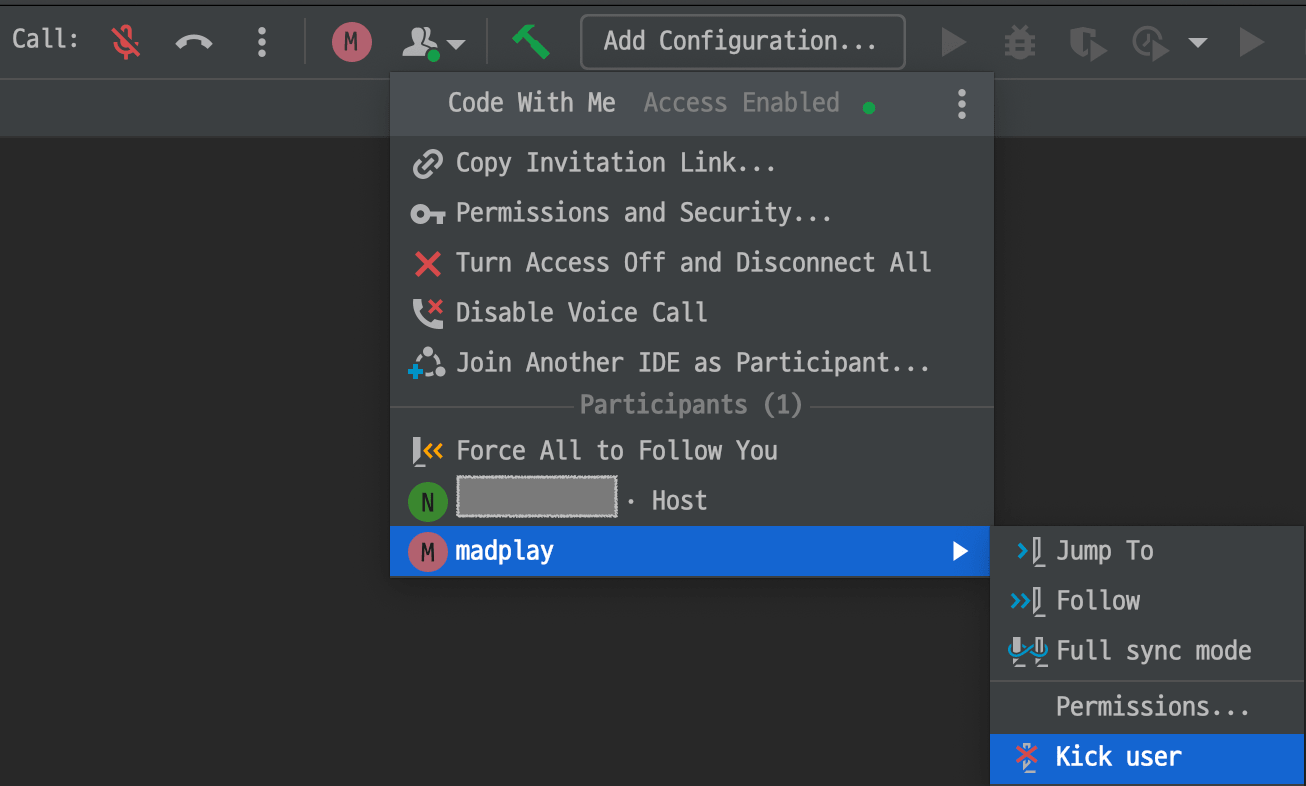 Call:
M
Add Configuration...
Code With Me Access Enabled
Copy Invitation Link...
Permissions and Security...
Turn Access Off and Disconnect All
Disable Voice Call
Join Another IDE as Participant...
Participants (1)
Force All to Follow You
N · Host
M madplay
Jump To
Follow
Full sync mode
Permissions...
Kick user